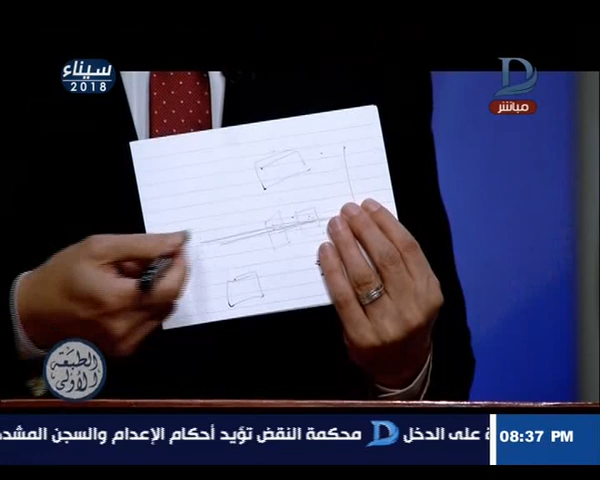 سيناء
2018
مباشر
الطبعة
الأولى
ة على الدخل
محكمة النقض تؤيد أحكام الإعدام والسجن المشد
08:37 PM